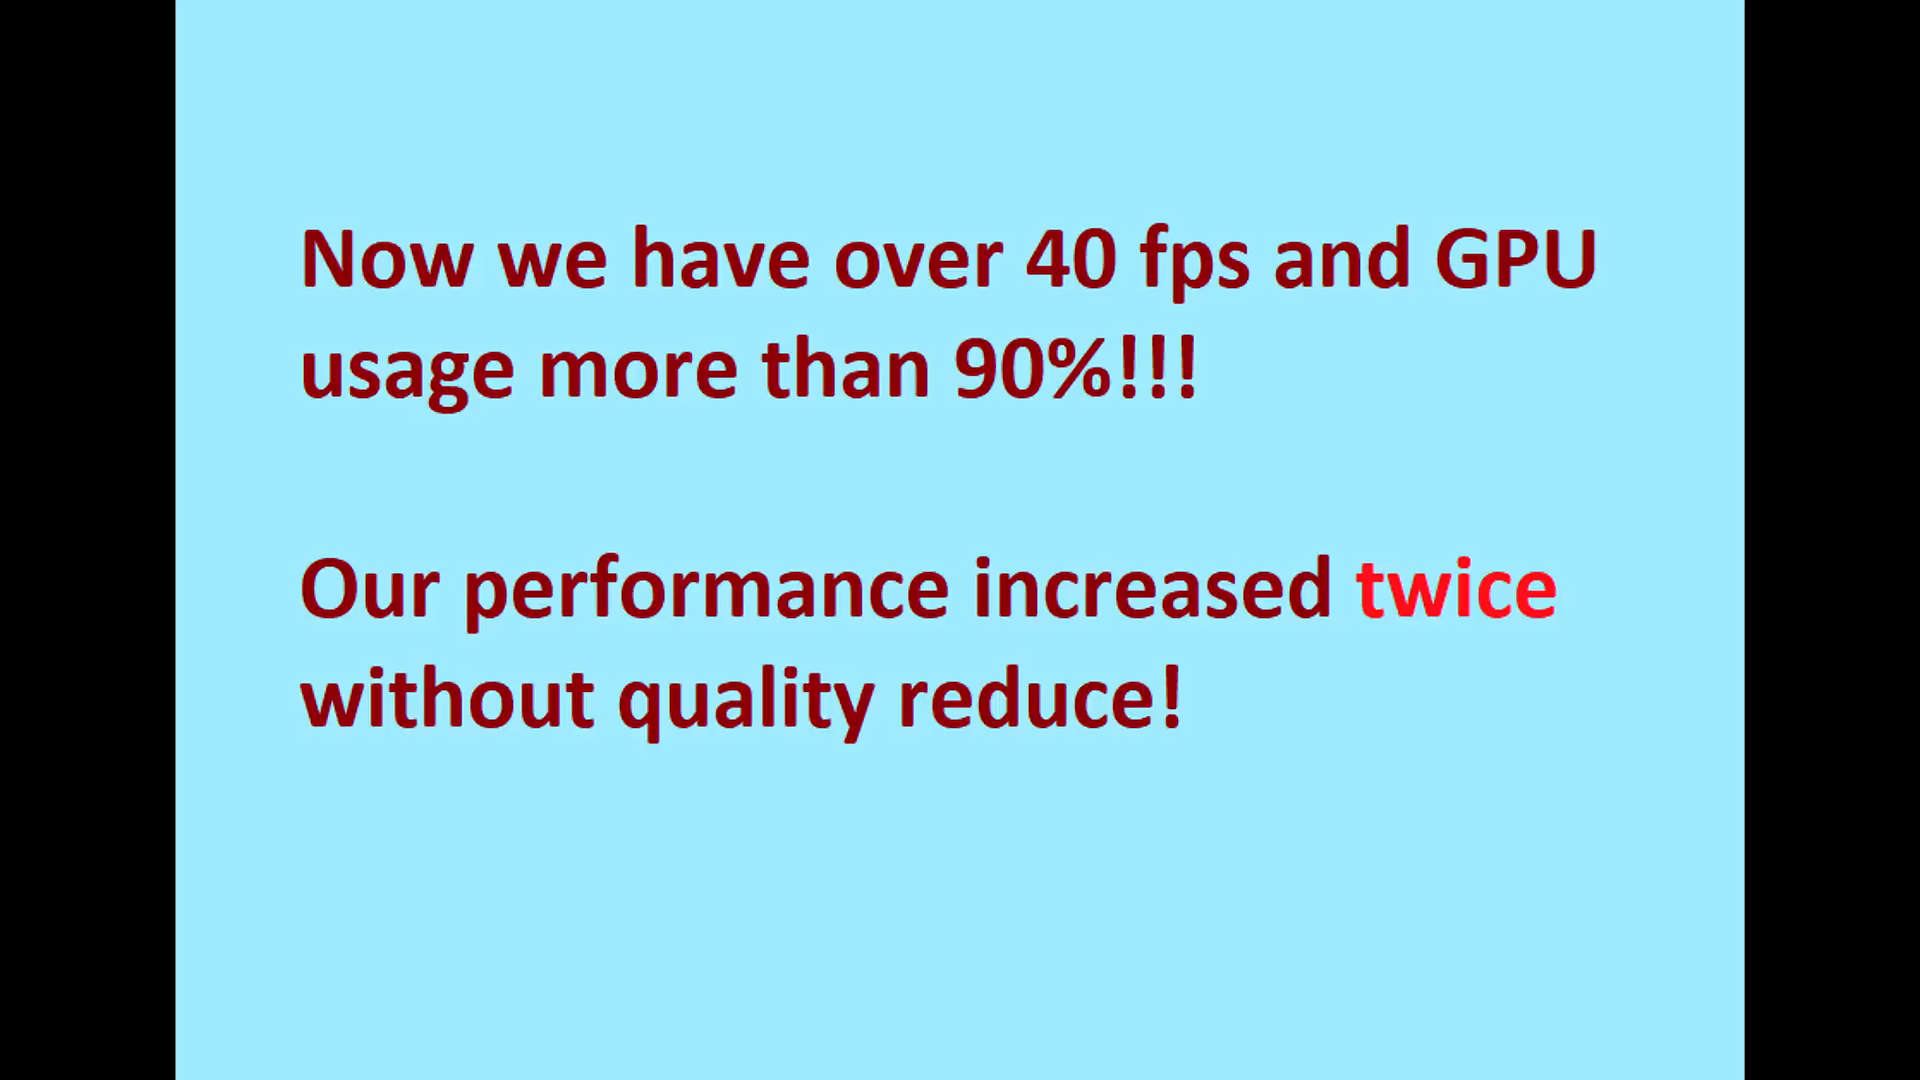 Now we have over 40 fps and GPU
usage more than 90%!!!
Our performance increased twice
without quality reduce!